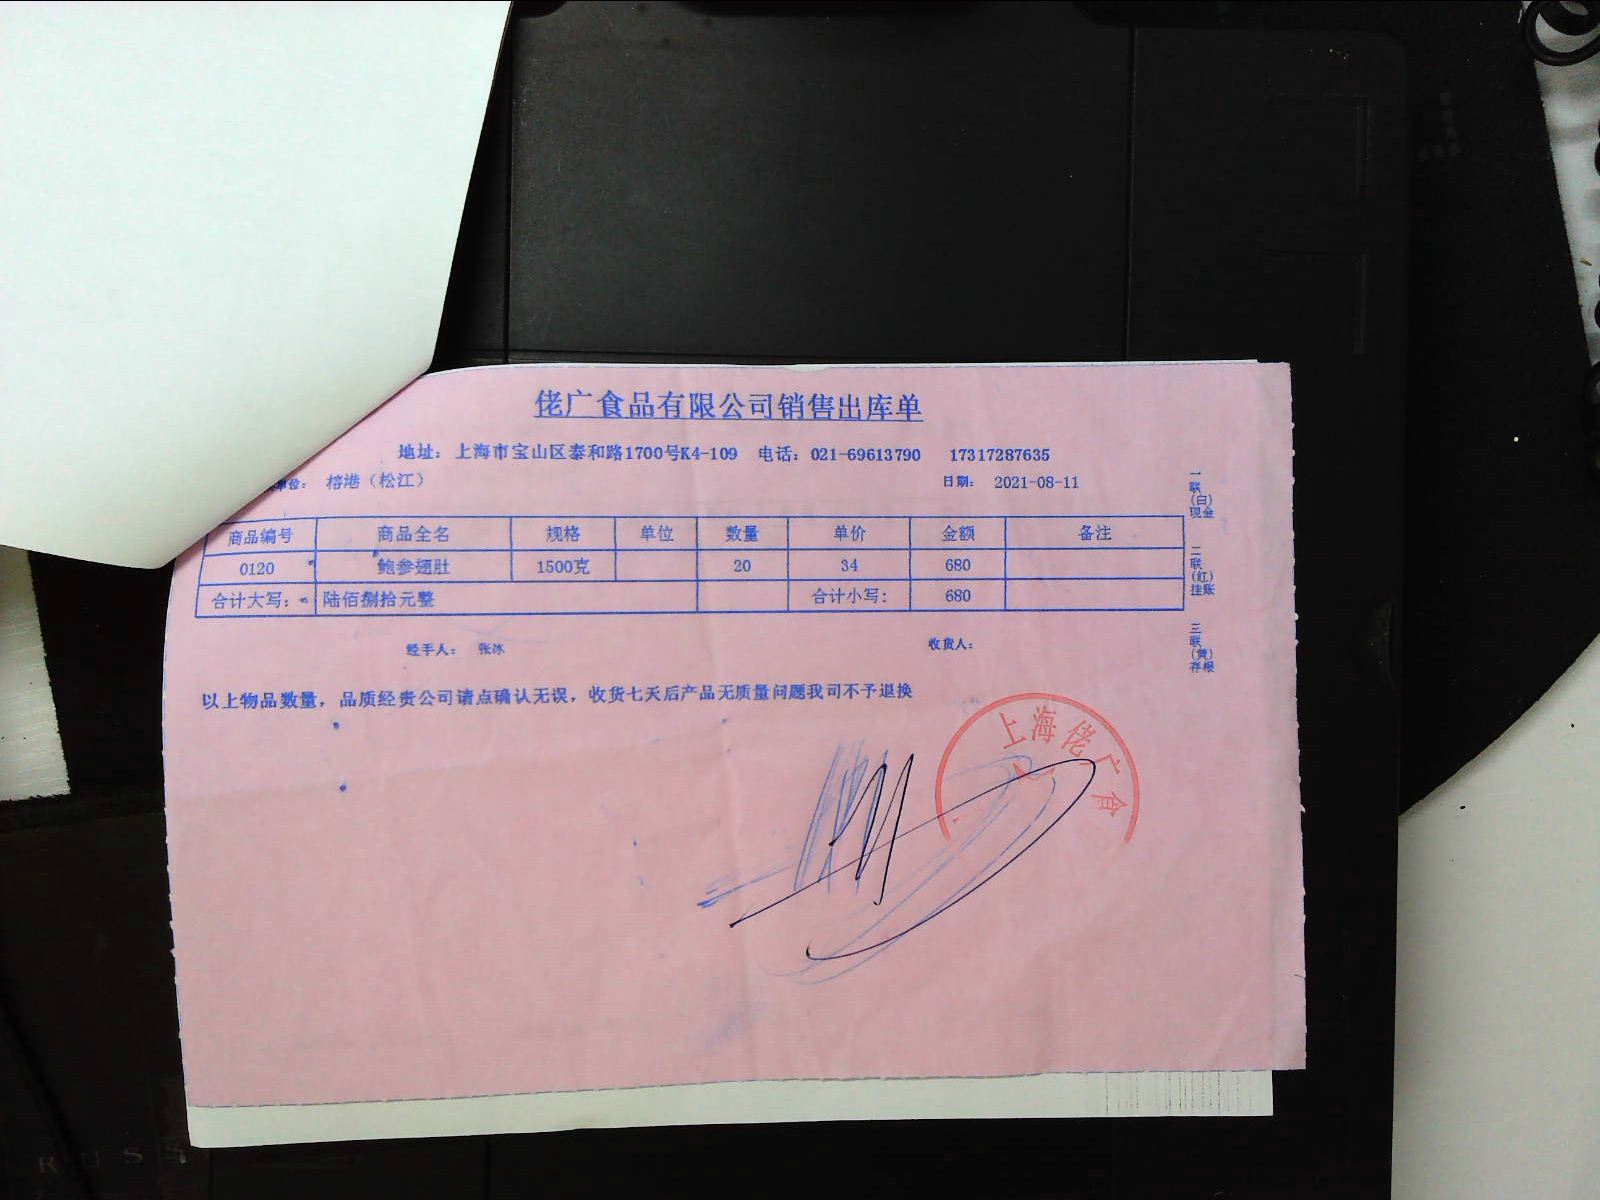 佬广食品有限公司销售出库单
地址：上海市宝山区泰和路1700号K4-109 电话：021-69613790 17317287635
单位： 榕港（松江） 日期： 2021-08-11
商品编号 商品全名 规格 单位 数量 单价 金额 备注
0120 鲍参翅肚 1500克 20 34 680
合计大写： 陆佰捌拾元整 合计小写： 680
经手人： 张冰 收货人：
以上物品数量，品质经贵公司请点确认无误，收货七天后产品无质量问题我司不予退换
一联(白)现金
二联(红)挂账
三联(黄)存根
上海佬广食
RUSS